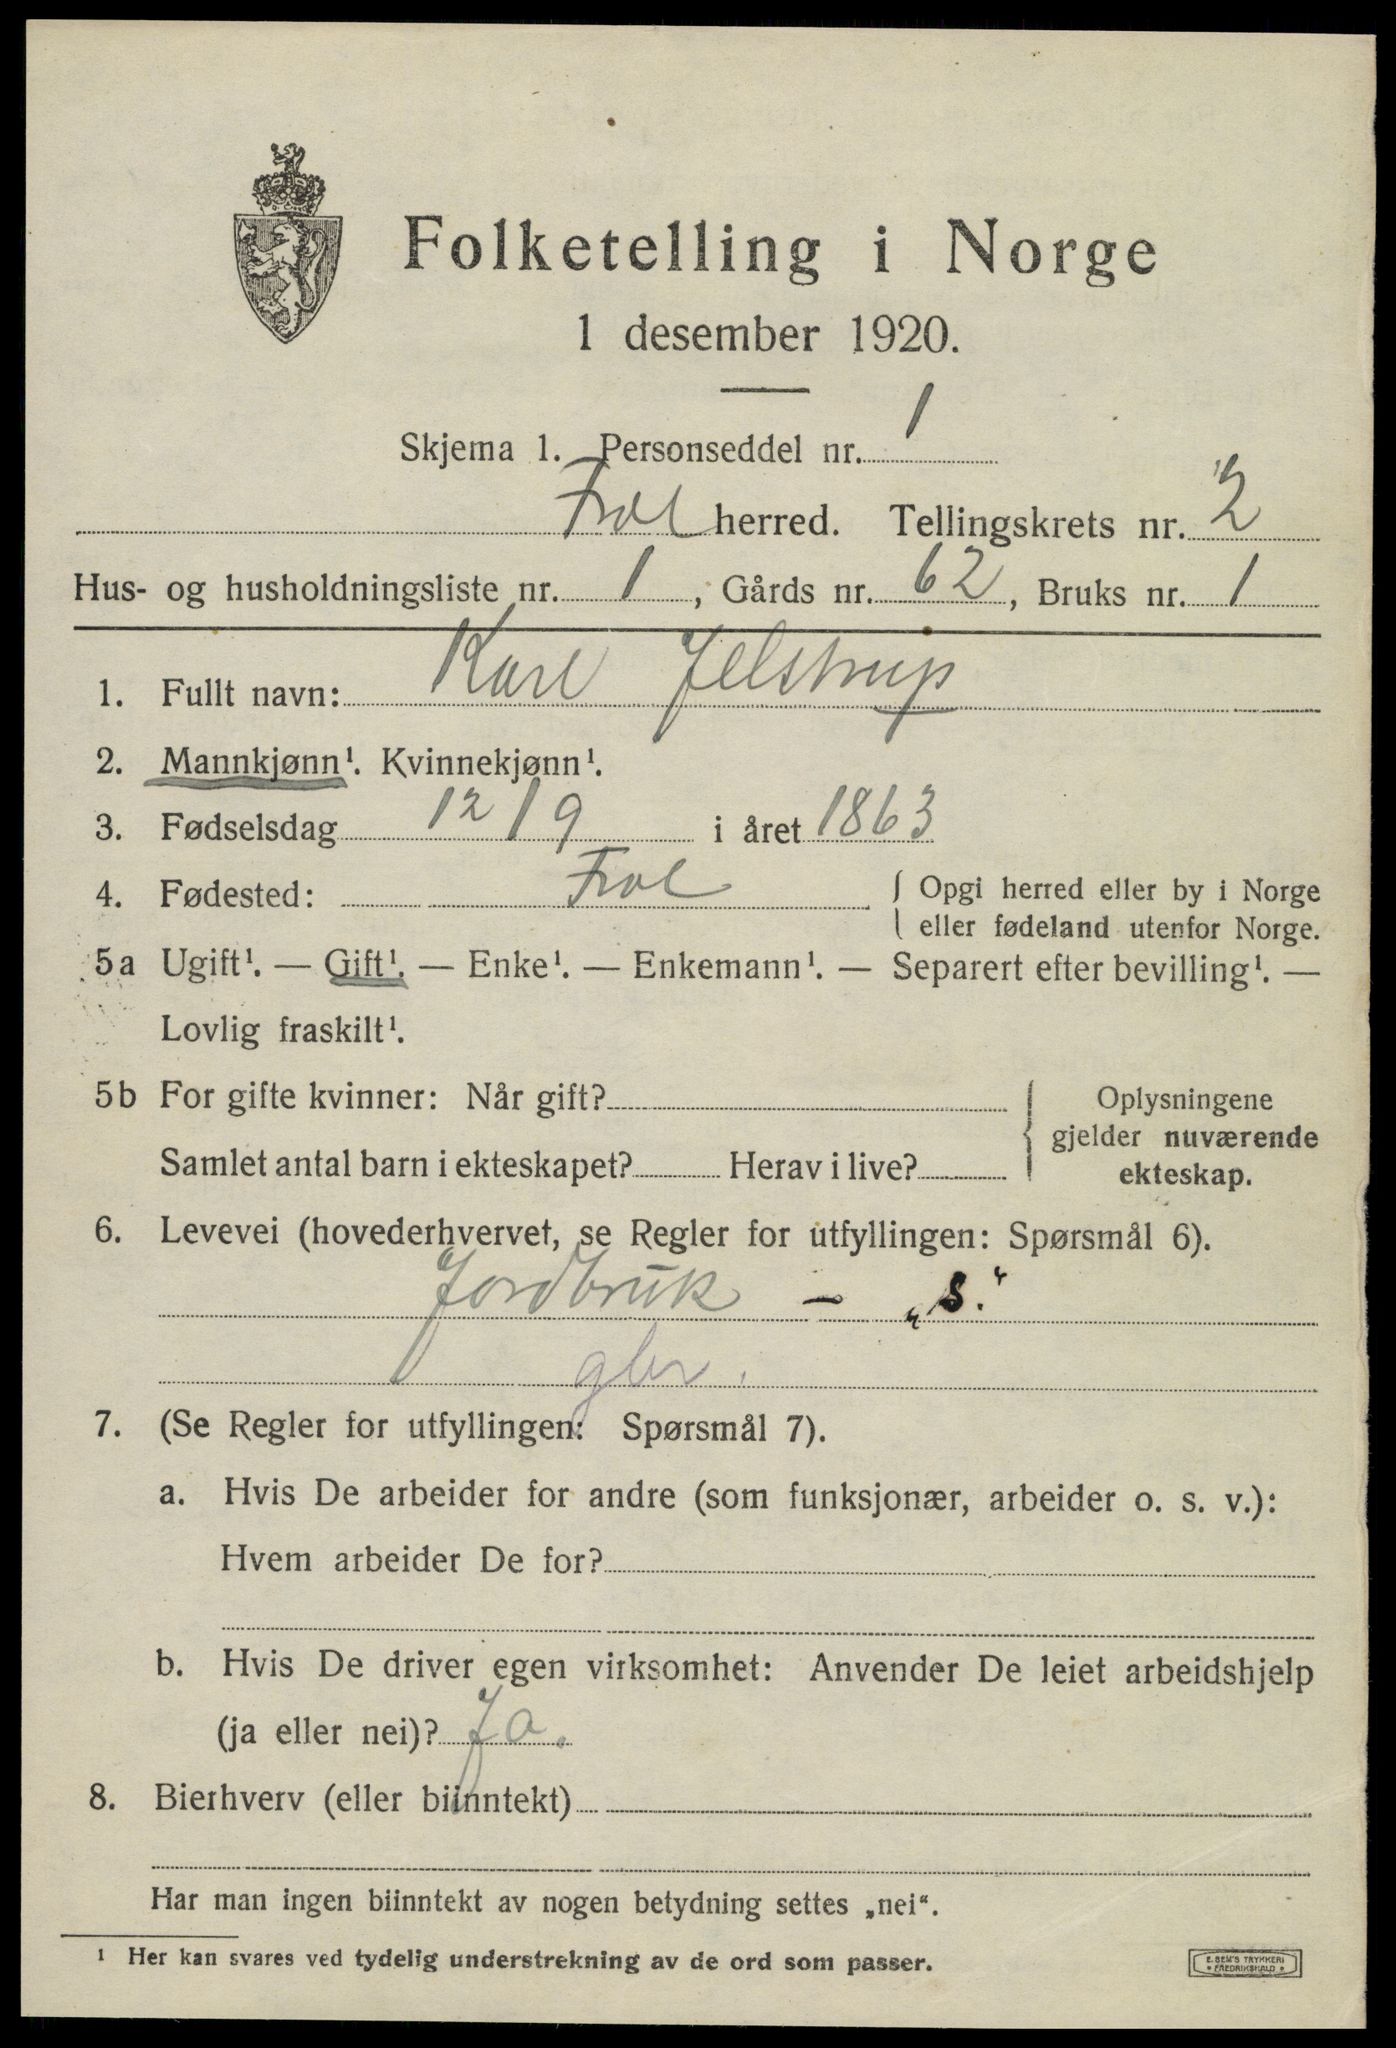 Folketelling i Norge
1 desember 1920.
Skjema 1. Personseddel nr. 1
Frol herred. Tellingskrets nr. 2
Hus- og husholdningsliste nr. 1, Gårds nr. 62, Bruks nr. 1
1. Fullt navn: Karl Jelstrup
2. Mannkjønn¹. Kvinnekjønn¹.
3. Fødselsdag 12 / 9 i året 1863
4. Fødested: Frol { Opgi herred eller by i Norge
eller fødeland utenfor Norge.
5a Ugift¹. — Gift¹. — Enke¹. — Enkemann¹. — Separert efter bevilling¹. —
Lovlig fraskilt¹.
5b For gifte kvinner: Når gift? { Oplysningene
gjelder nuværende
Samlet antal barn i ekteskapet? Herav i live? ekteskap.
6. Levevei (hovederhvervet, se Regler for utfyllingen: Spørsmål 6).
Jordbruk — „S.“
gbr.
7. (Se Regler for utfyllingen: Spørsmål 7).
a. Hvis De arbeider for andre (som funksjonær, arbeider o. s. v.):
Hvem arbeider De for?
b. Hvis De driver egen virksomhet: Anvender De leiet arbeidshjelp
(ja eller nei)? Ja.
8. Bierhverv (eller biinntekt)
Har man ingen biinntekt av nogen betydning settes „nei“.
¹ Her kan svares ved tydelig understrekning av de ord som passer.
E. SEM'S TRYKKERI
• FREDRIKSHALD •